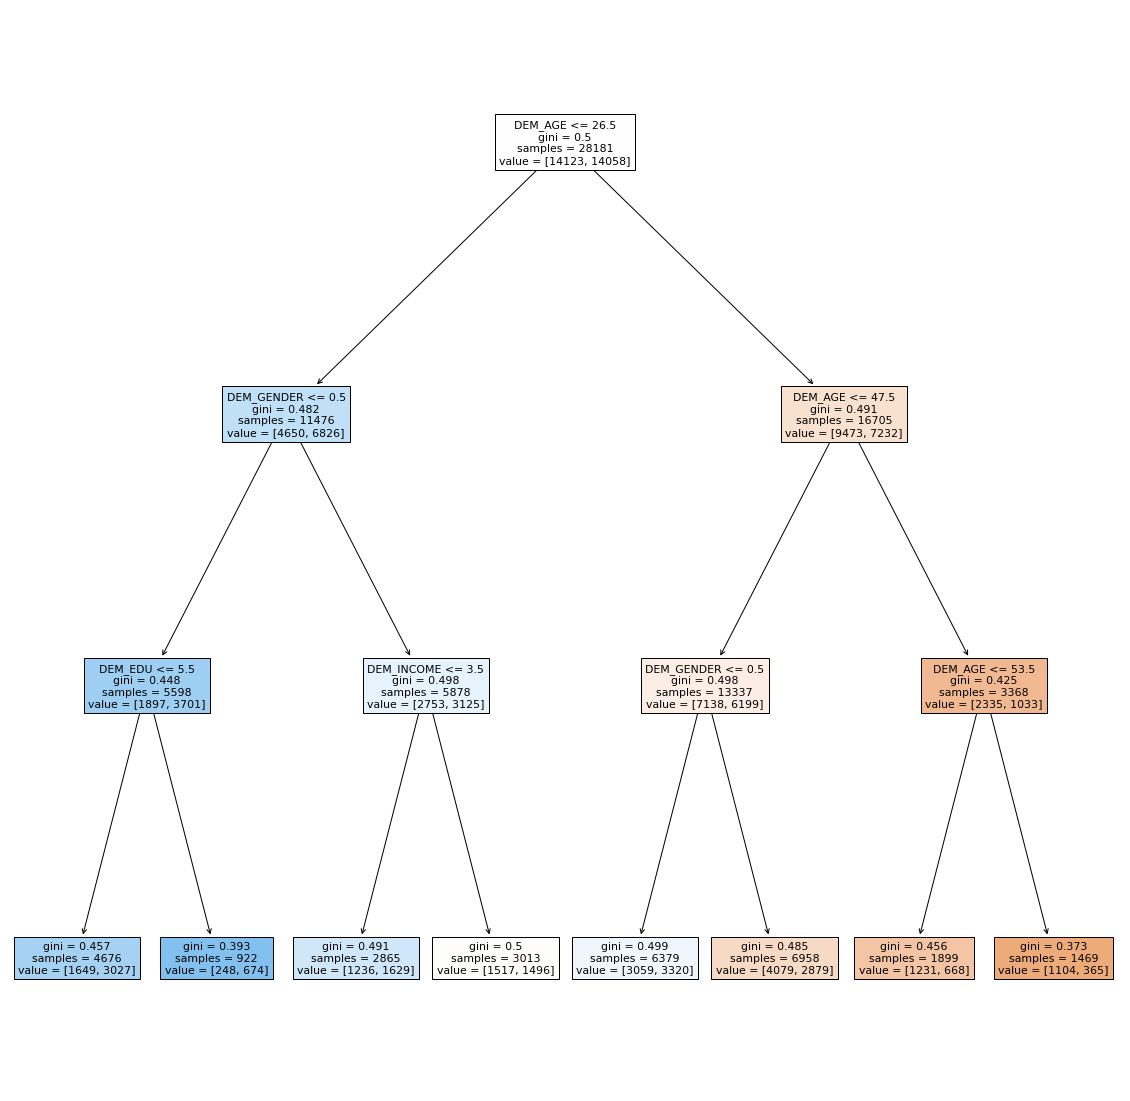 DEM_AGE <= 26.5
gini = 0.5
samples = 28181
value = [14123, 14058]
DEM_GENDER <= 0.5
gini = 0.482
samples = 11476
value = [4650, 6826]
DEM_AGE <= 47.5
gini = 0.491
samples = 16705
value = [9473, 7232]
DEM_EDU <= 5.5
gini = 0.448
samples = 5598
value = [1897, 3701]
DEM_INCOME <= 3.5
gini = 0.498
samples = 5878
value = [2753, 3125]
DEM_GENDER <= 0.5
gini = 0.498
samples = 13337
value = [7138, 6199]
DEM_AGE <= 53.5
gini = 0.425
samples = 3368
value = [2335, 1033]
gini = 0.457
samples = 4676
value = [1649, 3027]
gini = 0.393
samples = 922
value = [248, 674]
gini = 0.491
samples = 2865
value = [1236, 1629]
gini = 0.5
samples = 3013
value = [1517, 1496]
gini = 0.499
samples = 6379
value = [3059, 3320]
gini = 0.485
samples = 6958
value = [4079, 2879]
gini = 0.456
samples = 1899
value = [1231, 668]
gini = 0.373
samples = 1469
value = [1104, 365]